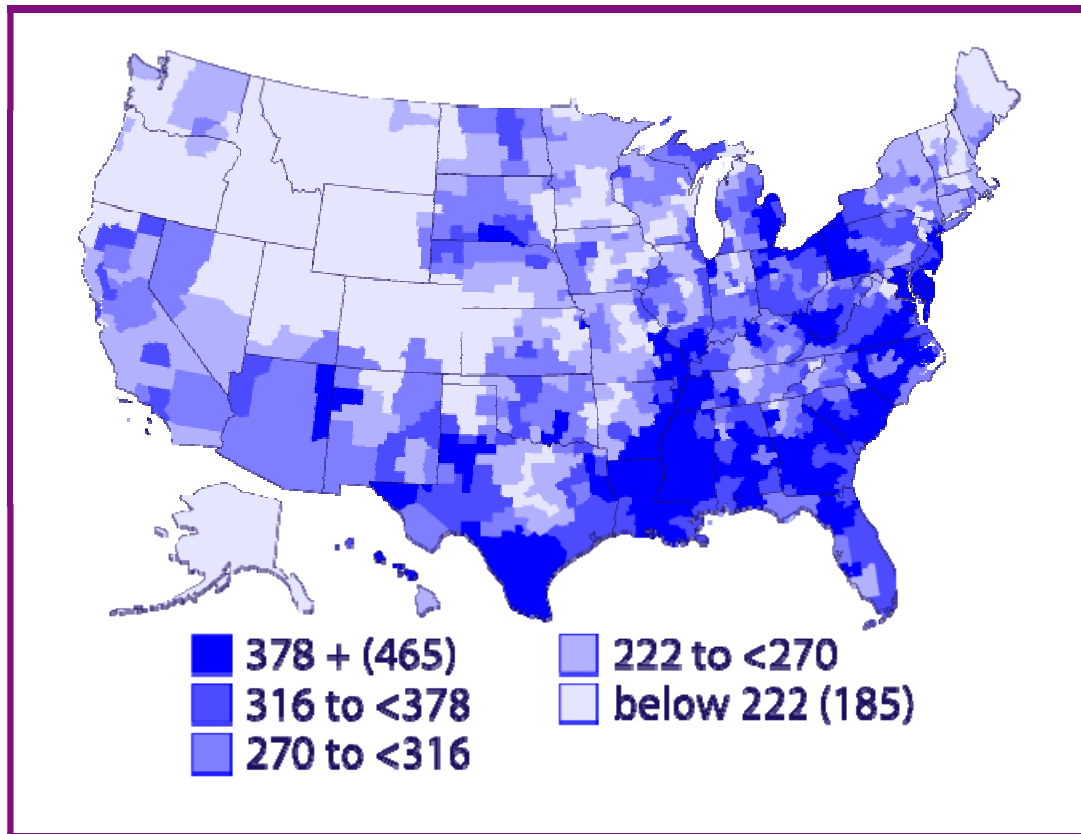 378 + (465)
316 to <378
270 to <316
222 to <270
below 222 (185)